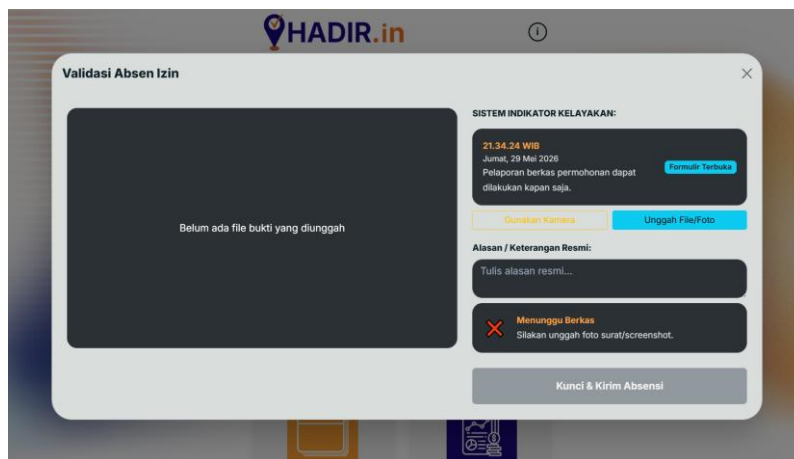 HADIR.in
Validasi Absen Izin
Belum ada file bukti yang diunggah
SISTEM INDIKATOR KELAYAKAN:
21.34.24 WIB
Jumat, 29 Mei 2026
Pelaporan berkas permohonan dapat
dilakukan kapan saja.
Formulir Terbuka
Gunakan Kamera
Unggah File/Foto
Alasan / Keterangan Resmi:
Tulis alasan resmi...
Menunggu Berkas
Silakan unggah foto surat/screenshot.
Kunci & Kirim Absensi